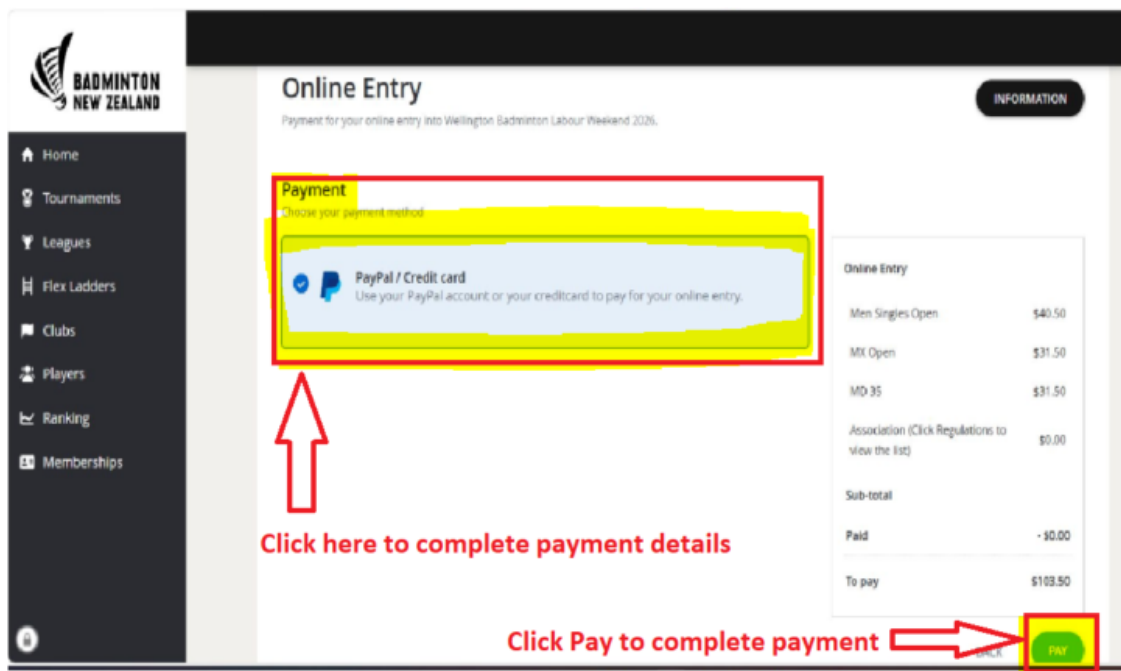 BADMINTON
NEW ZEALAND
Home
Tournaments
Leagues
Flex Ladders
Clubs
Players
Ranking
Memberships
Online Entry
INFORMATION
Payment for your online entry into Wellington Badminton Labour Weekend 2026.
Payment
Choose your payment method
PayPal / Credit card
Use your PayPal account or your creditcard to pay for your online entry.
Click here to complete payment details
Online Entry
Men Singles Open $40.50
MX Open $31.50
MD 35 $31.50
Association (Click Regulations to
view the list) $0.00
Sub-total
Paid - $0.00
To pay $103.50
Click Pay to complete payment
BACK
PAY